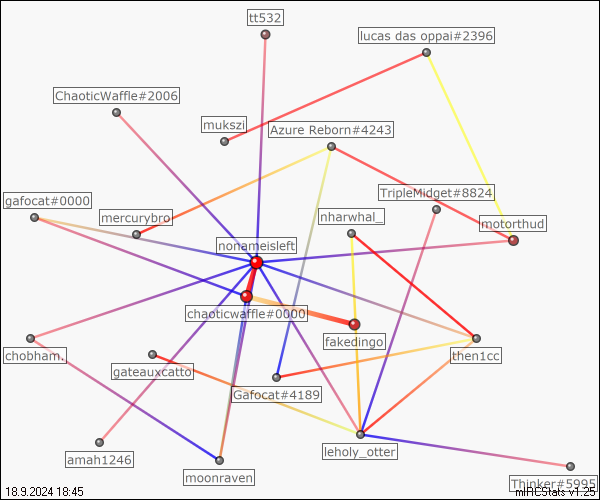 tt532
lucas das oppai#2396
ChaoticWaffle#2006
mukszi
Azure Reborn#4243
TripleMidget#8824
gafocat#0000
mercurybro
nharwhal_
motorthud
nonameisleft
chaoticwaffle#0000
fakedingo
chobham.
then1cc
gateauxcatto
Gafocat#4189
leholy_otter
amah1246
moonraven
Thinker#5995
18.9.2024 18:45
mIRCStats v1.25